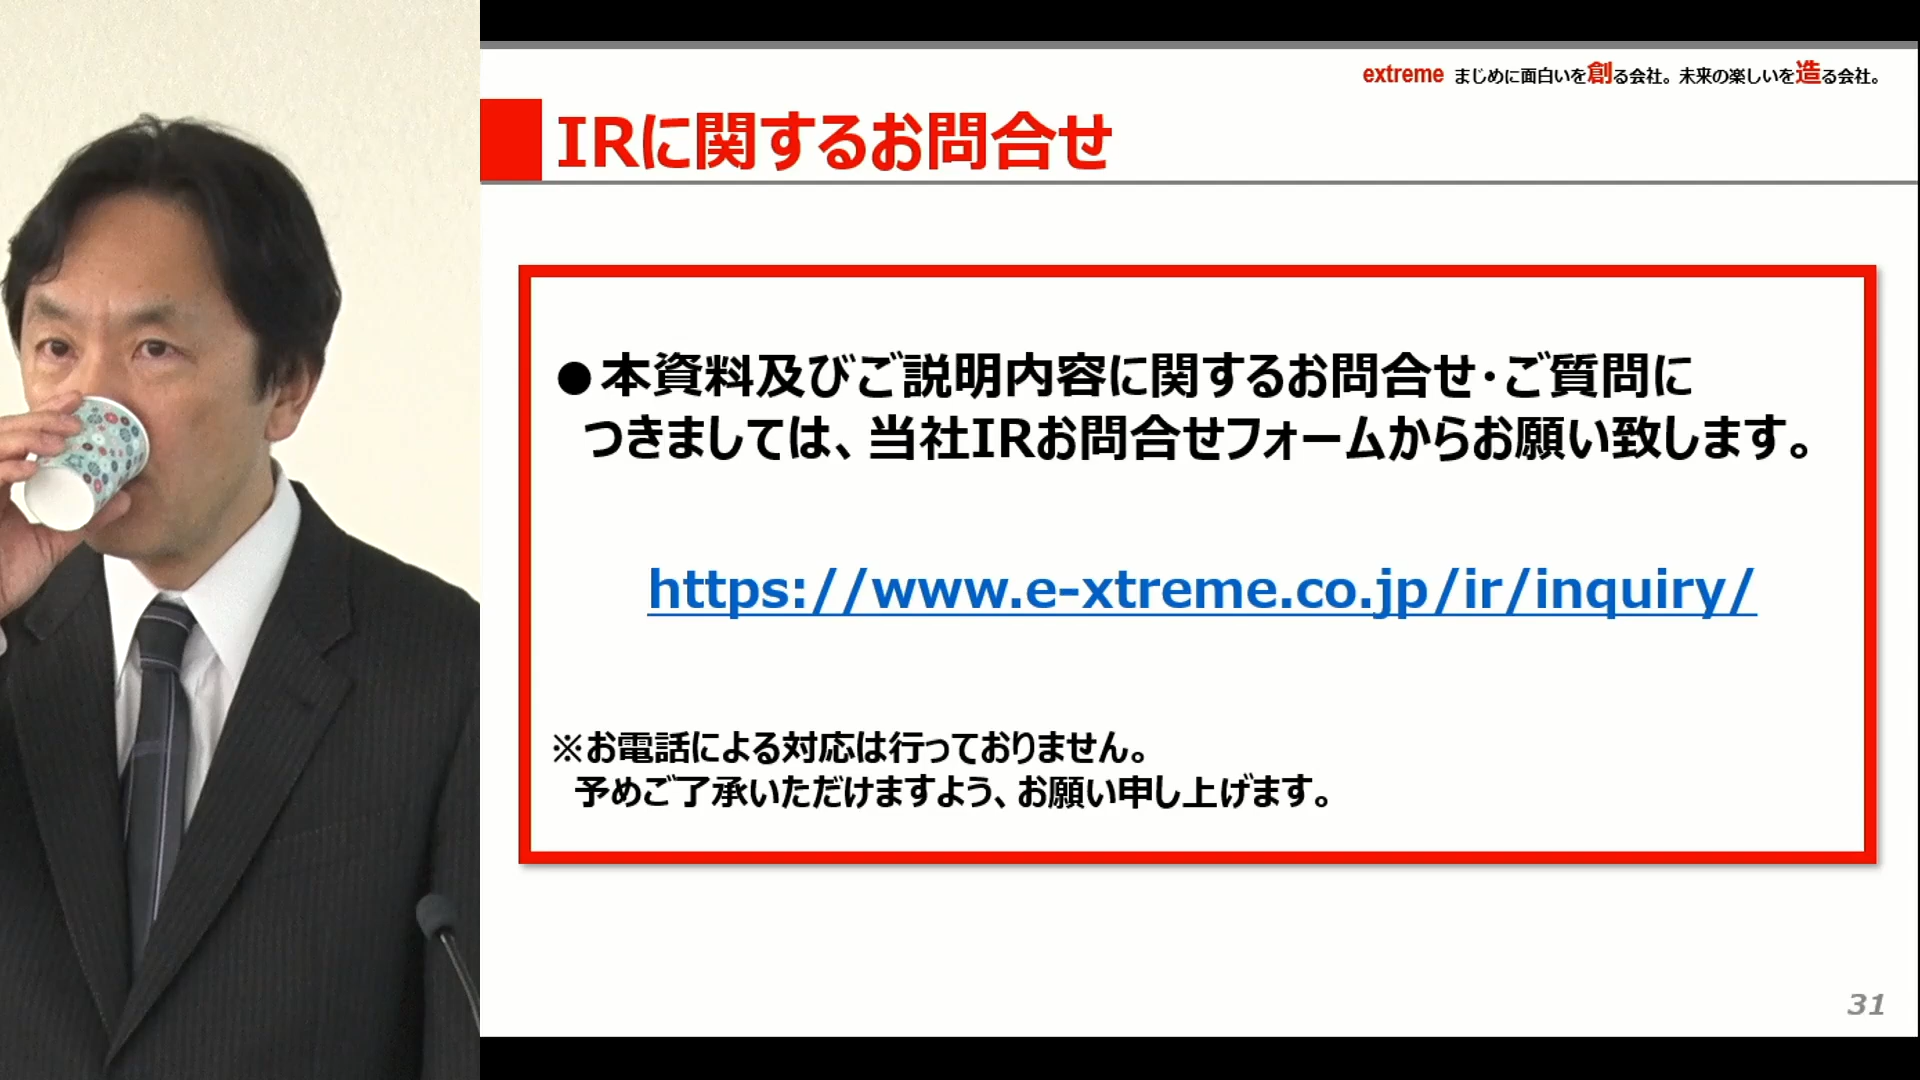 extreme まじめに面白いを創る会社。未来の楽しいを造る会社。
IRに関するお問合せ
●本資料及びご説明内容に関するお問合せ・ご質問に
つきましては、当社IRお問合せフォームからお願い致します。
https://www.e-xtreme.co.jp/ir/inquiry/
※お電話による対応は行っておりません。
予めご了承いただけますよう、お願い申し上げます。
31